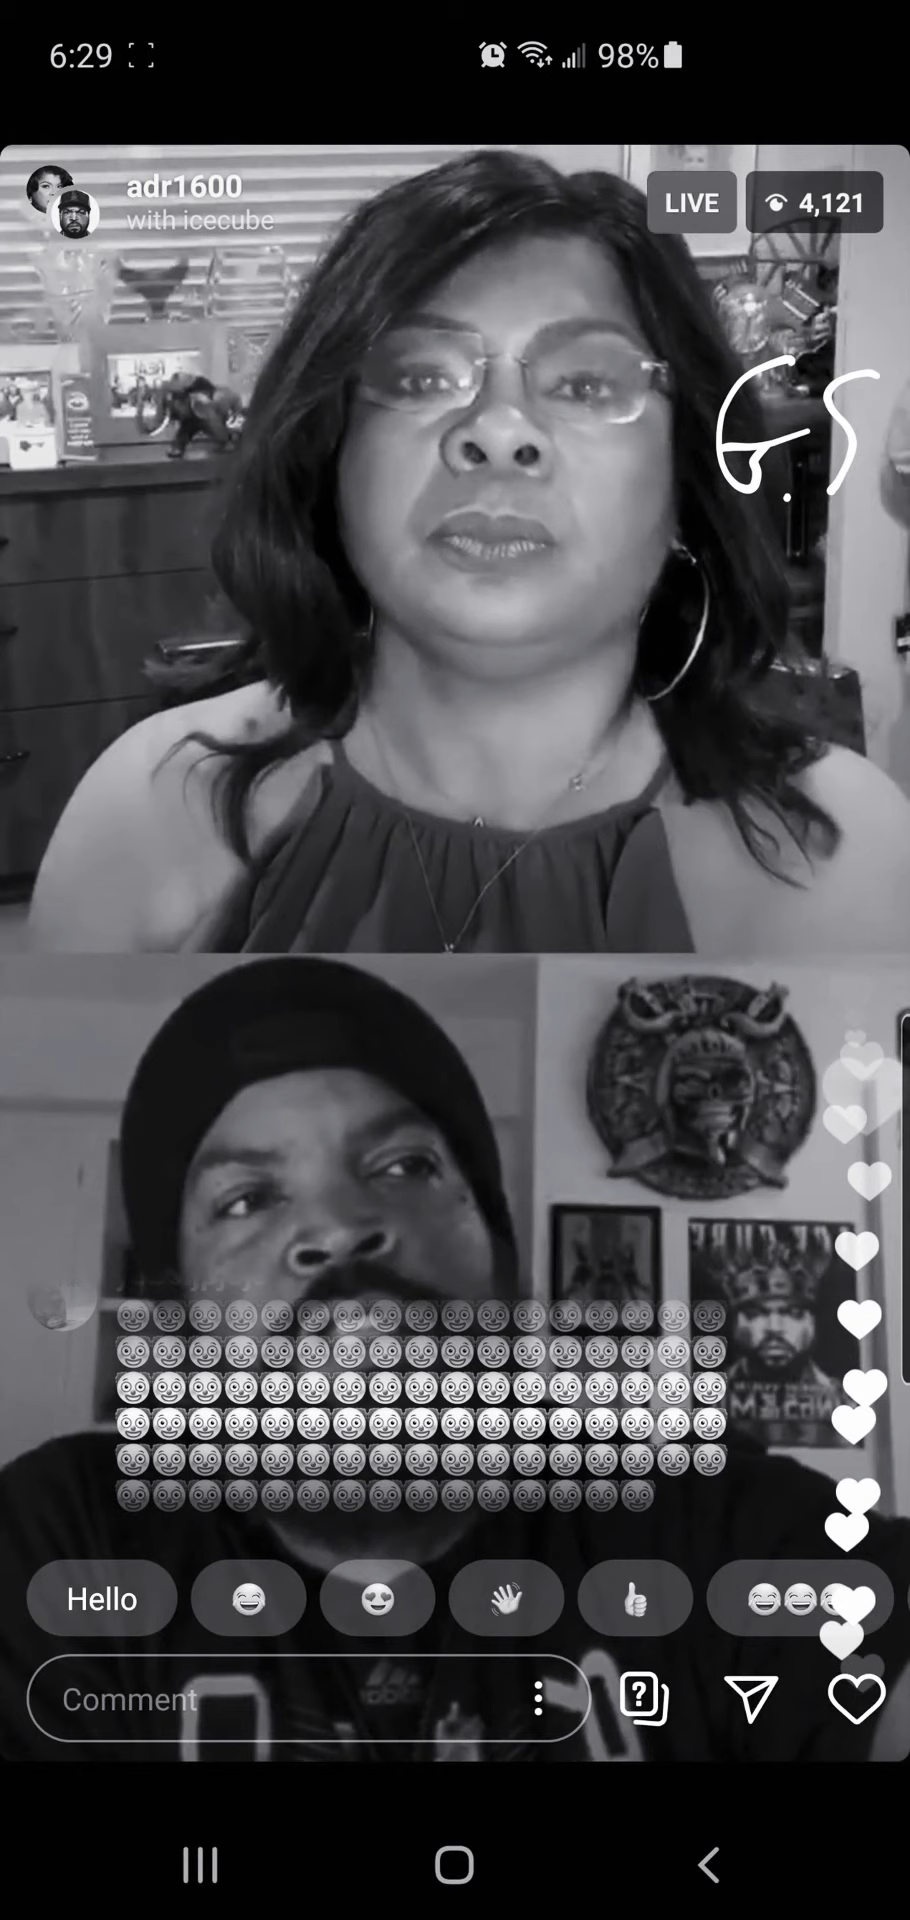 6:29 98%
adr1600
with icecube
LIVE 4,121
G.S
🤡🤡🤡🤡🤡🤡🤡🤡🤡🤡🤡🤡🤡🤡🤡🤡🤡
🤡🤡🤡🤡🤡🤡🤡🤡🤡🤡🤡🤡🤡🤡🤡🤡🤡
🤡🤡🤡🤡🤡🤡🤡🤡🤡🤡🤡🤡🤡🤡🤡🤡🤡
🤡🤡🤡🤡🤡🤡🤡🤡🤡🤡🤡🤡🤡🤡🤡🤡🤡
🤡🤡🤡🤡🤡🤡🤡🤡🤡🤡🤡🤡🤡🤡🤡🤡🤡
🤡🤡🤡🤡🤡🤡🤡🤡🤡🤡🤡🤡🤡🤡🤡
Hello 😂 😍 👋 👍 😂😂😂
Comment